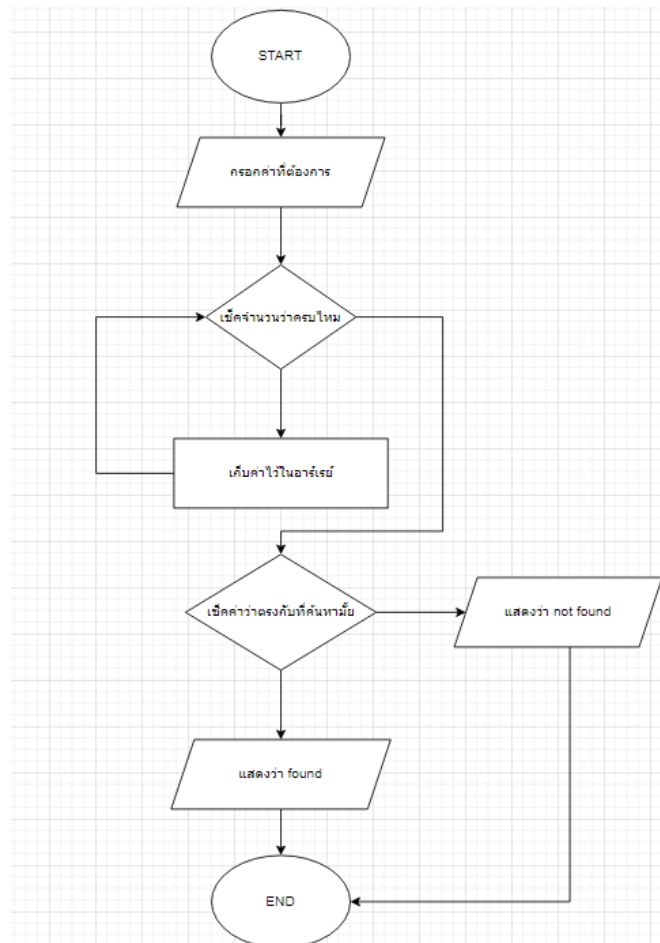 START
กรอกค่าที่ต้องการ
เช็คจำนวนว่าครบไหม
เก็บค่าไว้ในอาร์เรย์
เช็คค่าว่าตรงกับที่ค้นหามั้ย
แสดงว่า not found
แสดงว่า found
END